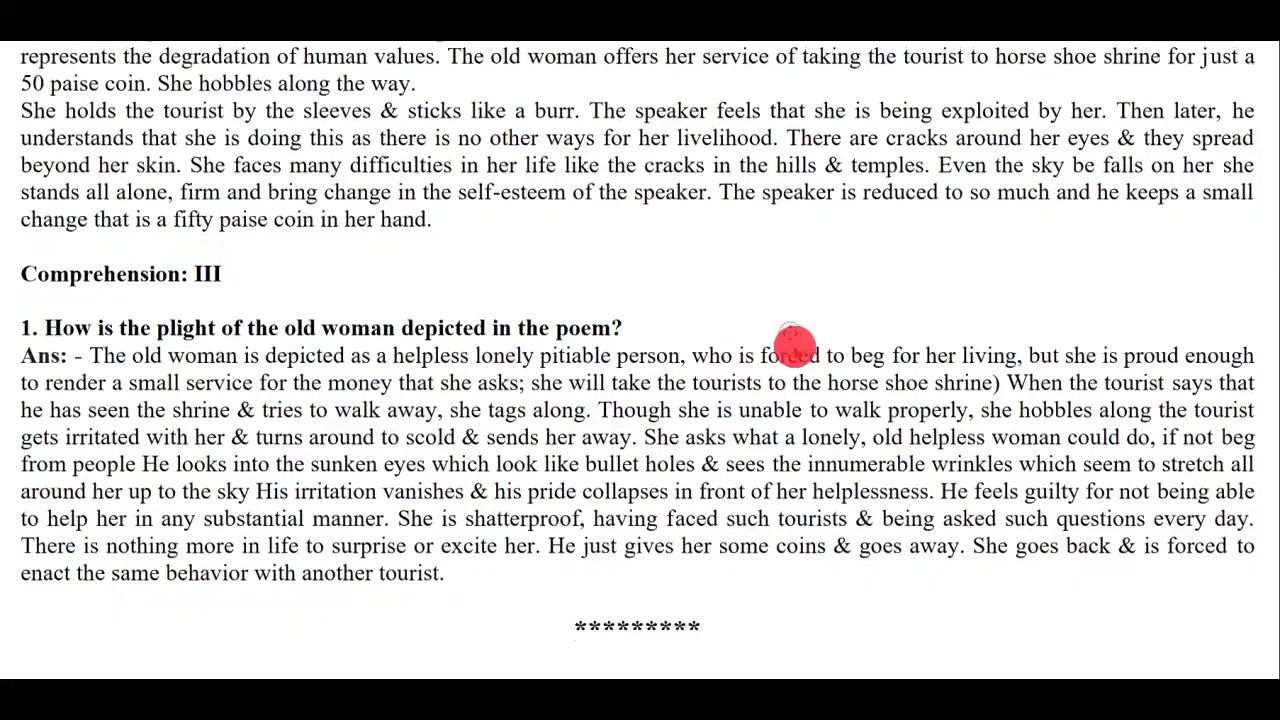 represents the degradation of human values. The old woman offers her service of taking the tourist to horse shoe shrine for just a
50 paise coin. She hobbles along the way.
She holds the tourist by the sleeves & sticks like a burr. The speaker feels that she is being exploited by her. Then later, he
understands that she is doing this as there is no other ways for her livelihood. There are cracks around her eyes & they spread
beyond her skin. She faces many difficulties in her life like the cracks in the hills & temples. Even the sky be falls on her she
stands all alone, firm and bring change in the self-esteem of the speaker. The speaker is reduced to so much and he keeps a small
change that is a fifty paise coin in her hand.
Comprehension: III
1. How is the plight of the old woman depicted in the poem?
Ans: - The old woman is depicted as a helpless lonely pitiable person, who is forced to beg for her living, but she is proud enough
to render a small service for the money that she asks; she will take the tourists to the horse shoe shrine) When the tourist says that
he has seen the shrine & tries to walk away, she tags along. Though she is unable to walk properly, she hobbles along the tourist
gets irritated with her & turns around to scold & sends her away. She asks what a lonely, old helpless woman could do, if not beg
from people He looks into the sunken eyes which look like bullet holes & sees the innumerable wrinkles which seem to stretch all
around her up to the sky His irritation vanishes & his pride collapses in front of her helplessness. He feels guilty for not being able
to help her in any substantial manner. She is shatterproof, having faced such tourists & being asked such questions every day.
There is nothing more in life to surprise or excite her. He just gives her some coins & goes away. She goes back & is forced to
enact the same behavior with another tourist.
*********